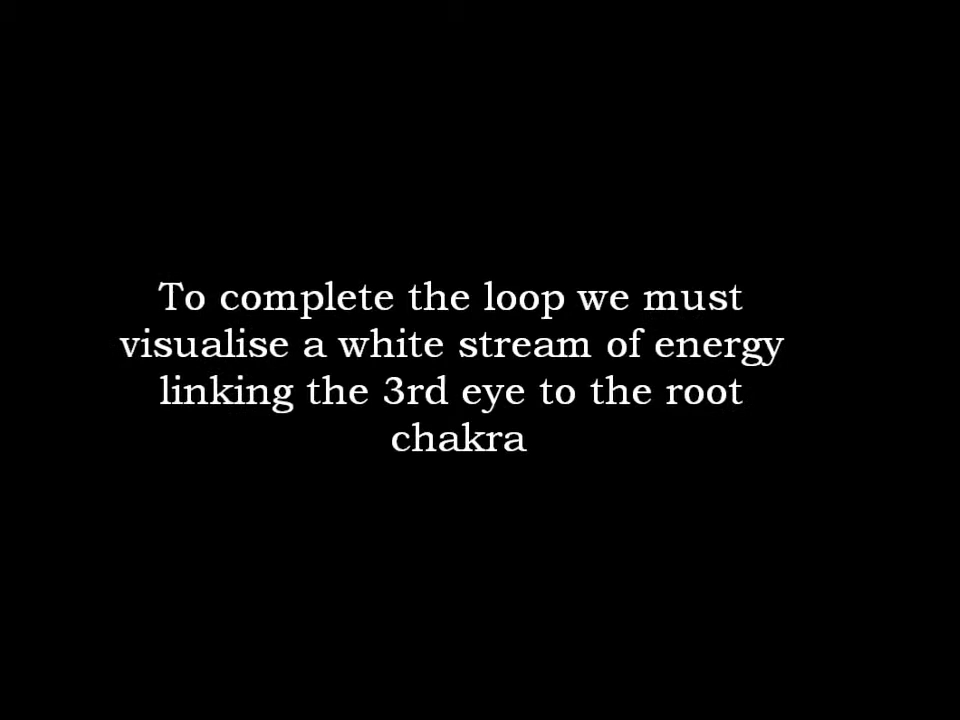 To complete the loop we must
visualise a white stream of energy
linking the 3rd eye to the root
chakra